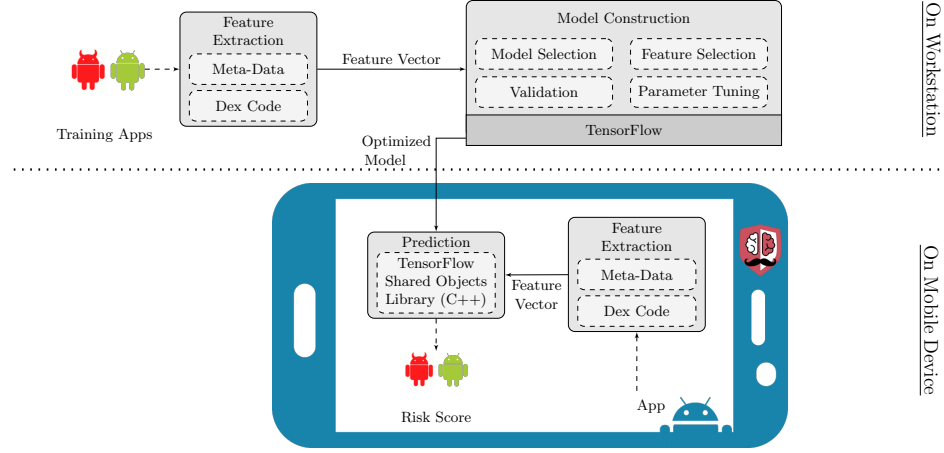 Feature
Extraction
Meta-Data
Dex Code
Training Apps
Feature Vector
Model Construction
Model Selection
Feature Selection
Validation
Parameter Tuning
TensorFlow
On Workstation
Optimized
Model
Prediction
TensorFlow
Shared Objects
Library (C++)
Feature
Vector
Feature
Extraction
Meta-Data
Dex Code
Risk Score
App
On Mobile Device